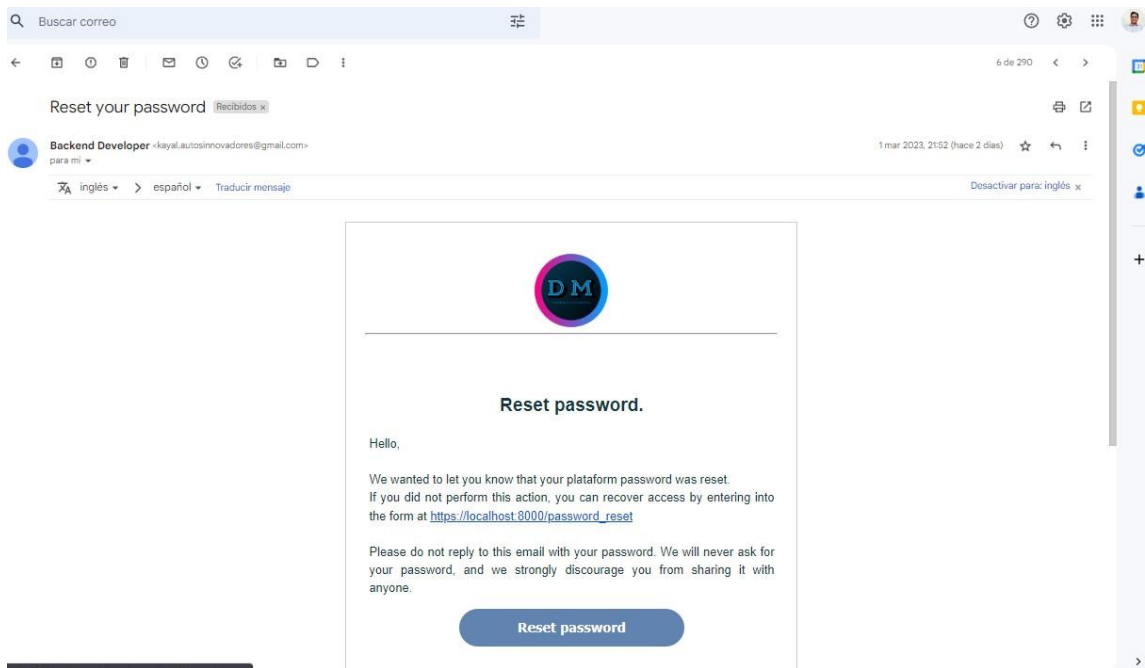 Buscar correo
6 de 290
Reset your password Recibidos x
Backend Developer <kayal.autosinnovadores@gmail.com>
1 mar 2023, 21:52 (hace 2 días)
para mí
inglés > español Traducir mensaje
Desactivar para: inglés x
DM
Reset password.
Hello,
We wanted to let you know that your plataform password was reset.
If you did not perform this action, you can recover access by entering into
the form at https://localhost:8000/password_reset
Please do not reply to this email with your password. We will never ask for
your password, and we strongly discourage you from sharing it with
anyone.
Reset password